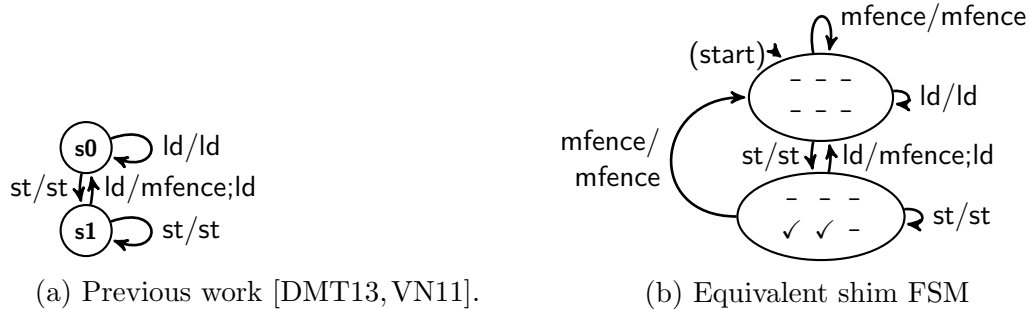 s0
ld/ld
st/st
ld/mfence;ld
s1
st/st
(a) Previous work [DMT13, VN11].
mfence/mfence
(start)
– – –
– – –
ld/ld
mfence/
mfence
st/st
ld/mfence;ld
– – –
✓ ✓ –
st/st
(b) Equivalent shim FSM